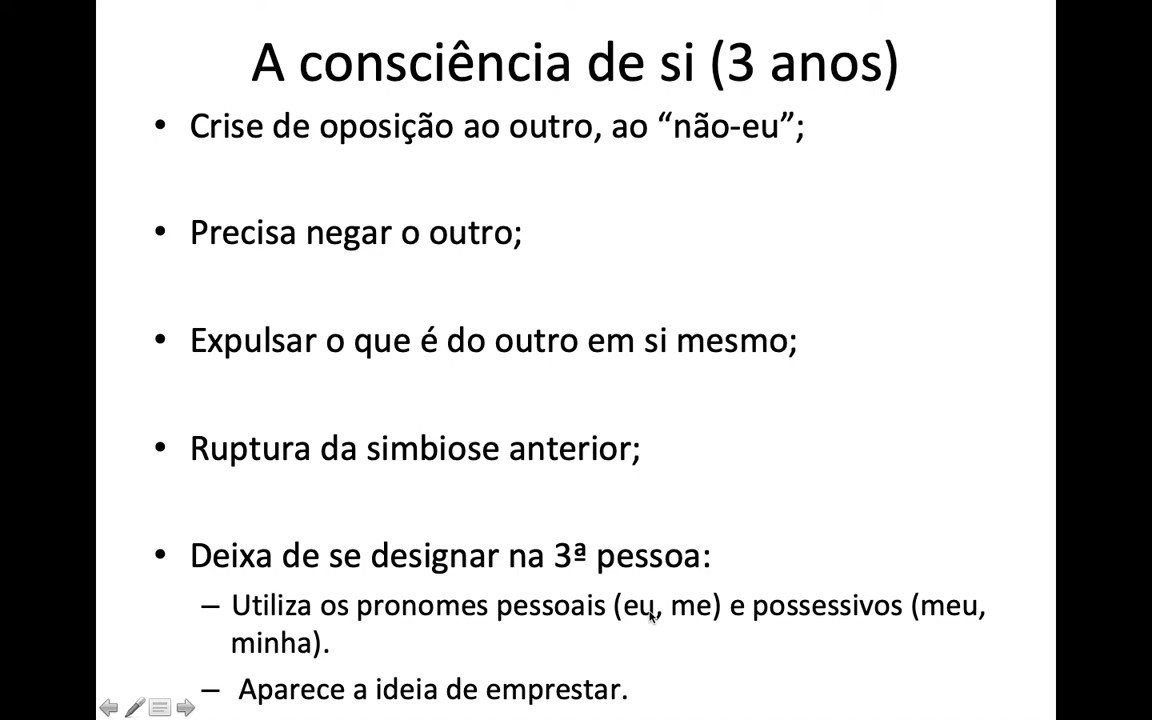 A consciência de si (3 anos)
• Crise de oposição ao outro, ao “não-eu”;
• Precisa negar o outro;
• Expulsar o que é do outro em si mesmo;
• Ruptura da simbiose anterior;
• Deixa de se designar na 3ª pessoa:
– Utiliza os pronomes pessoais (eu, me) e possessivos (meu,
minha).
– Aparece a ideia de emprestar.